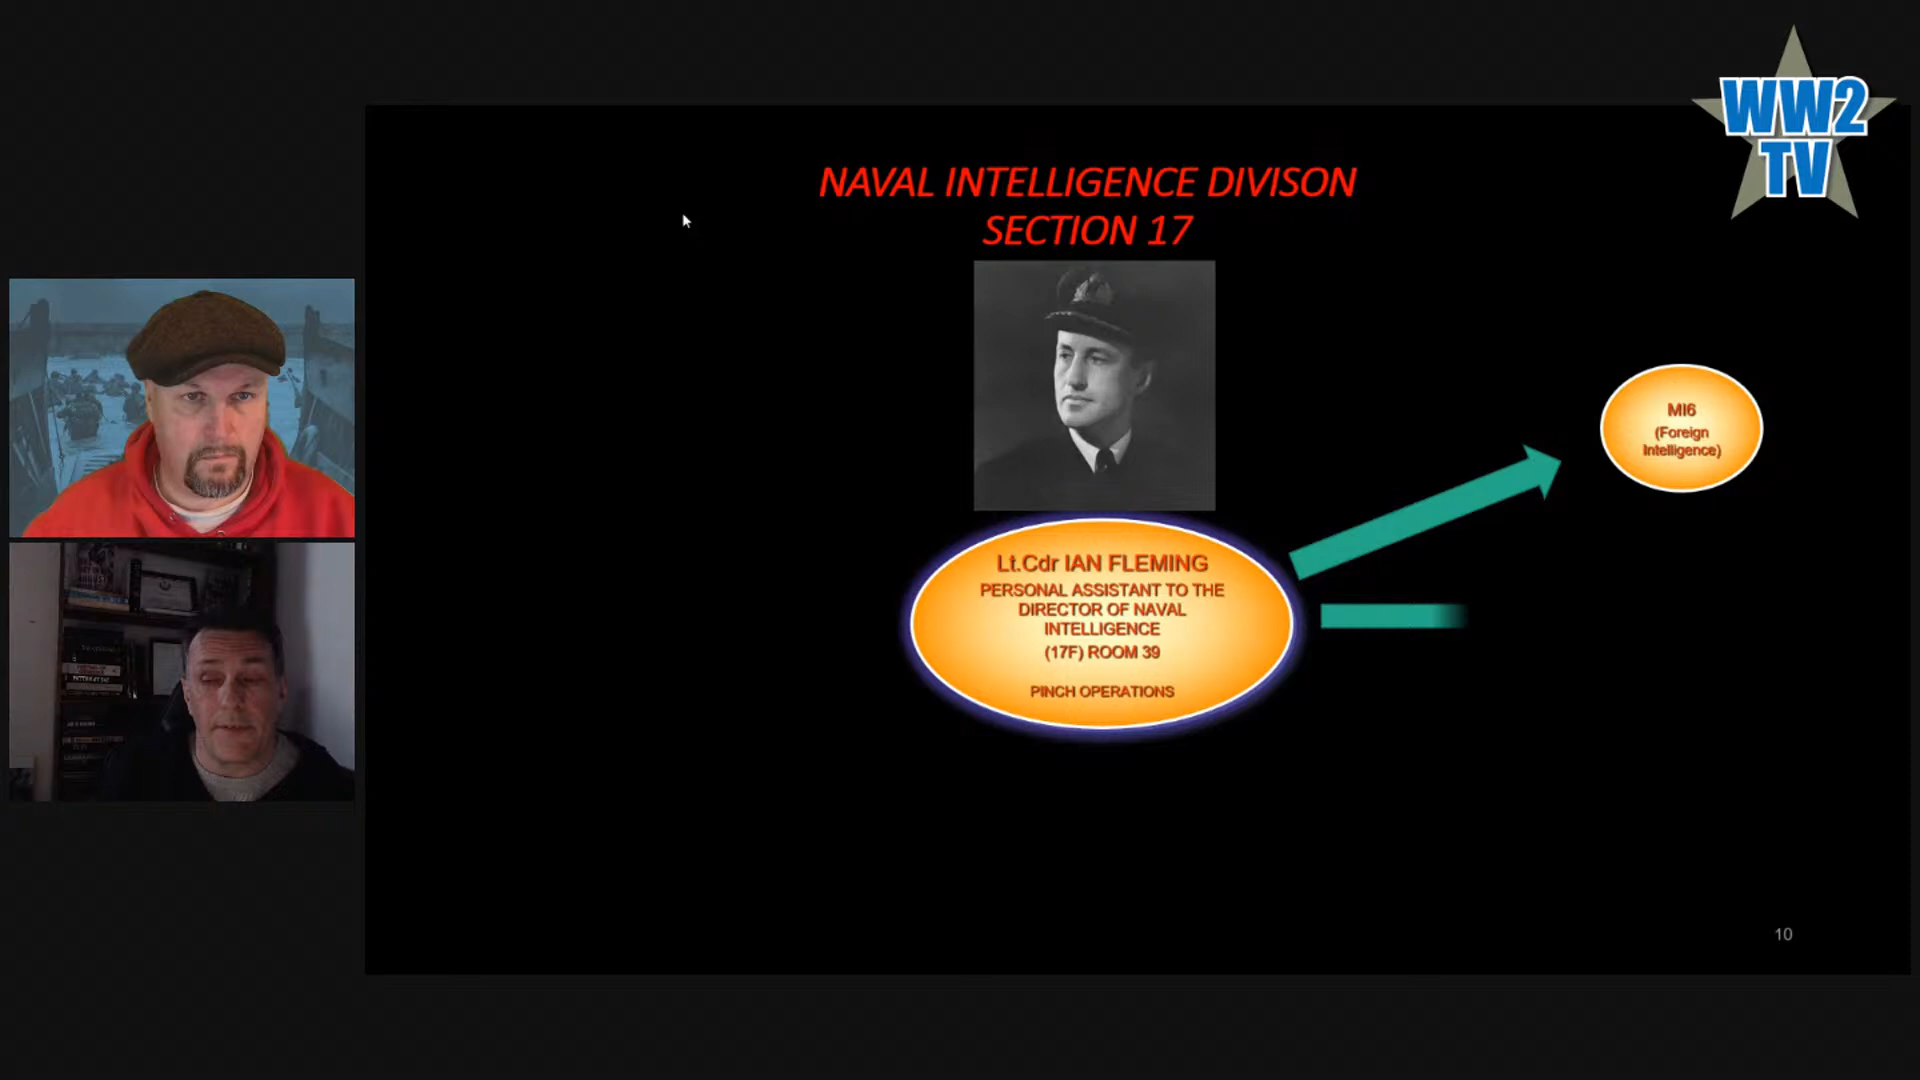 WW2
TV
NAVAL INTELLIGENCE DIVISON
SECTION 17
MI6
(Foreign
Intelligence)
Lt.Cdr IAN FLEMING
PERSONAL ASSISTANT TO THE
DIRECTOR OF NAVAL
INTELLIGENCE
(17F) ROOM 39
PINCH OPERATIONS
10